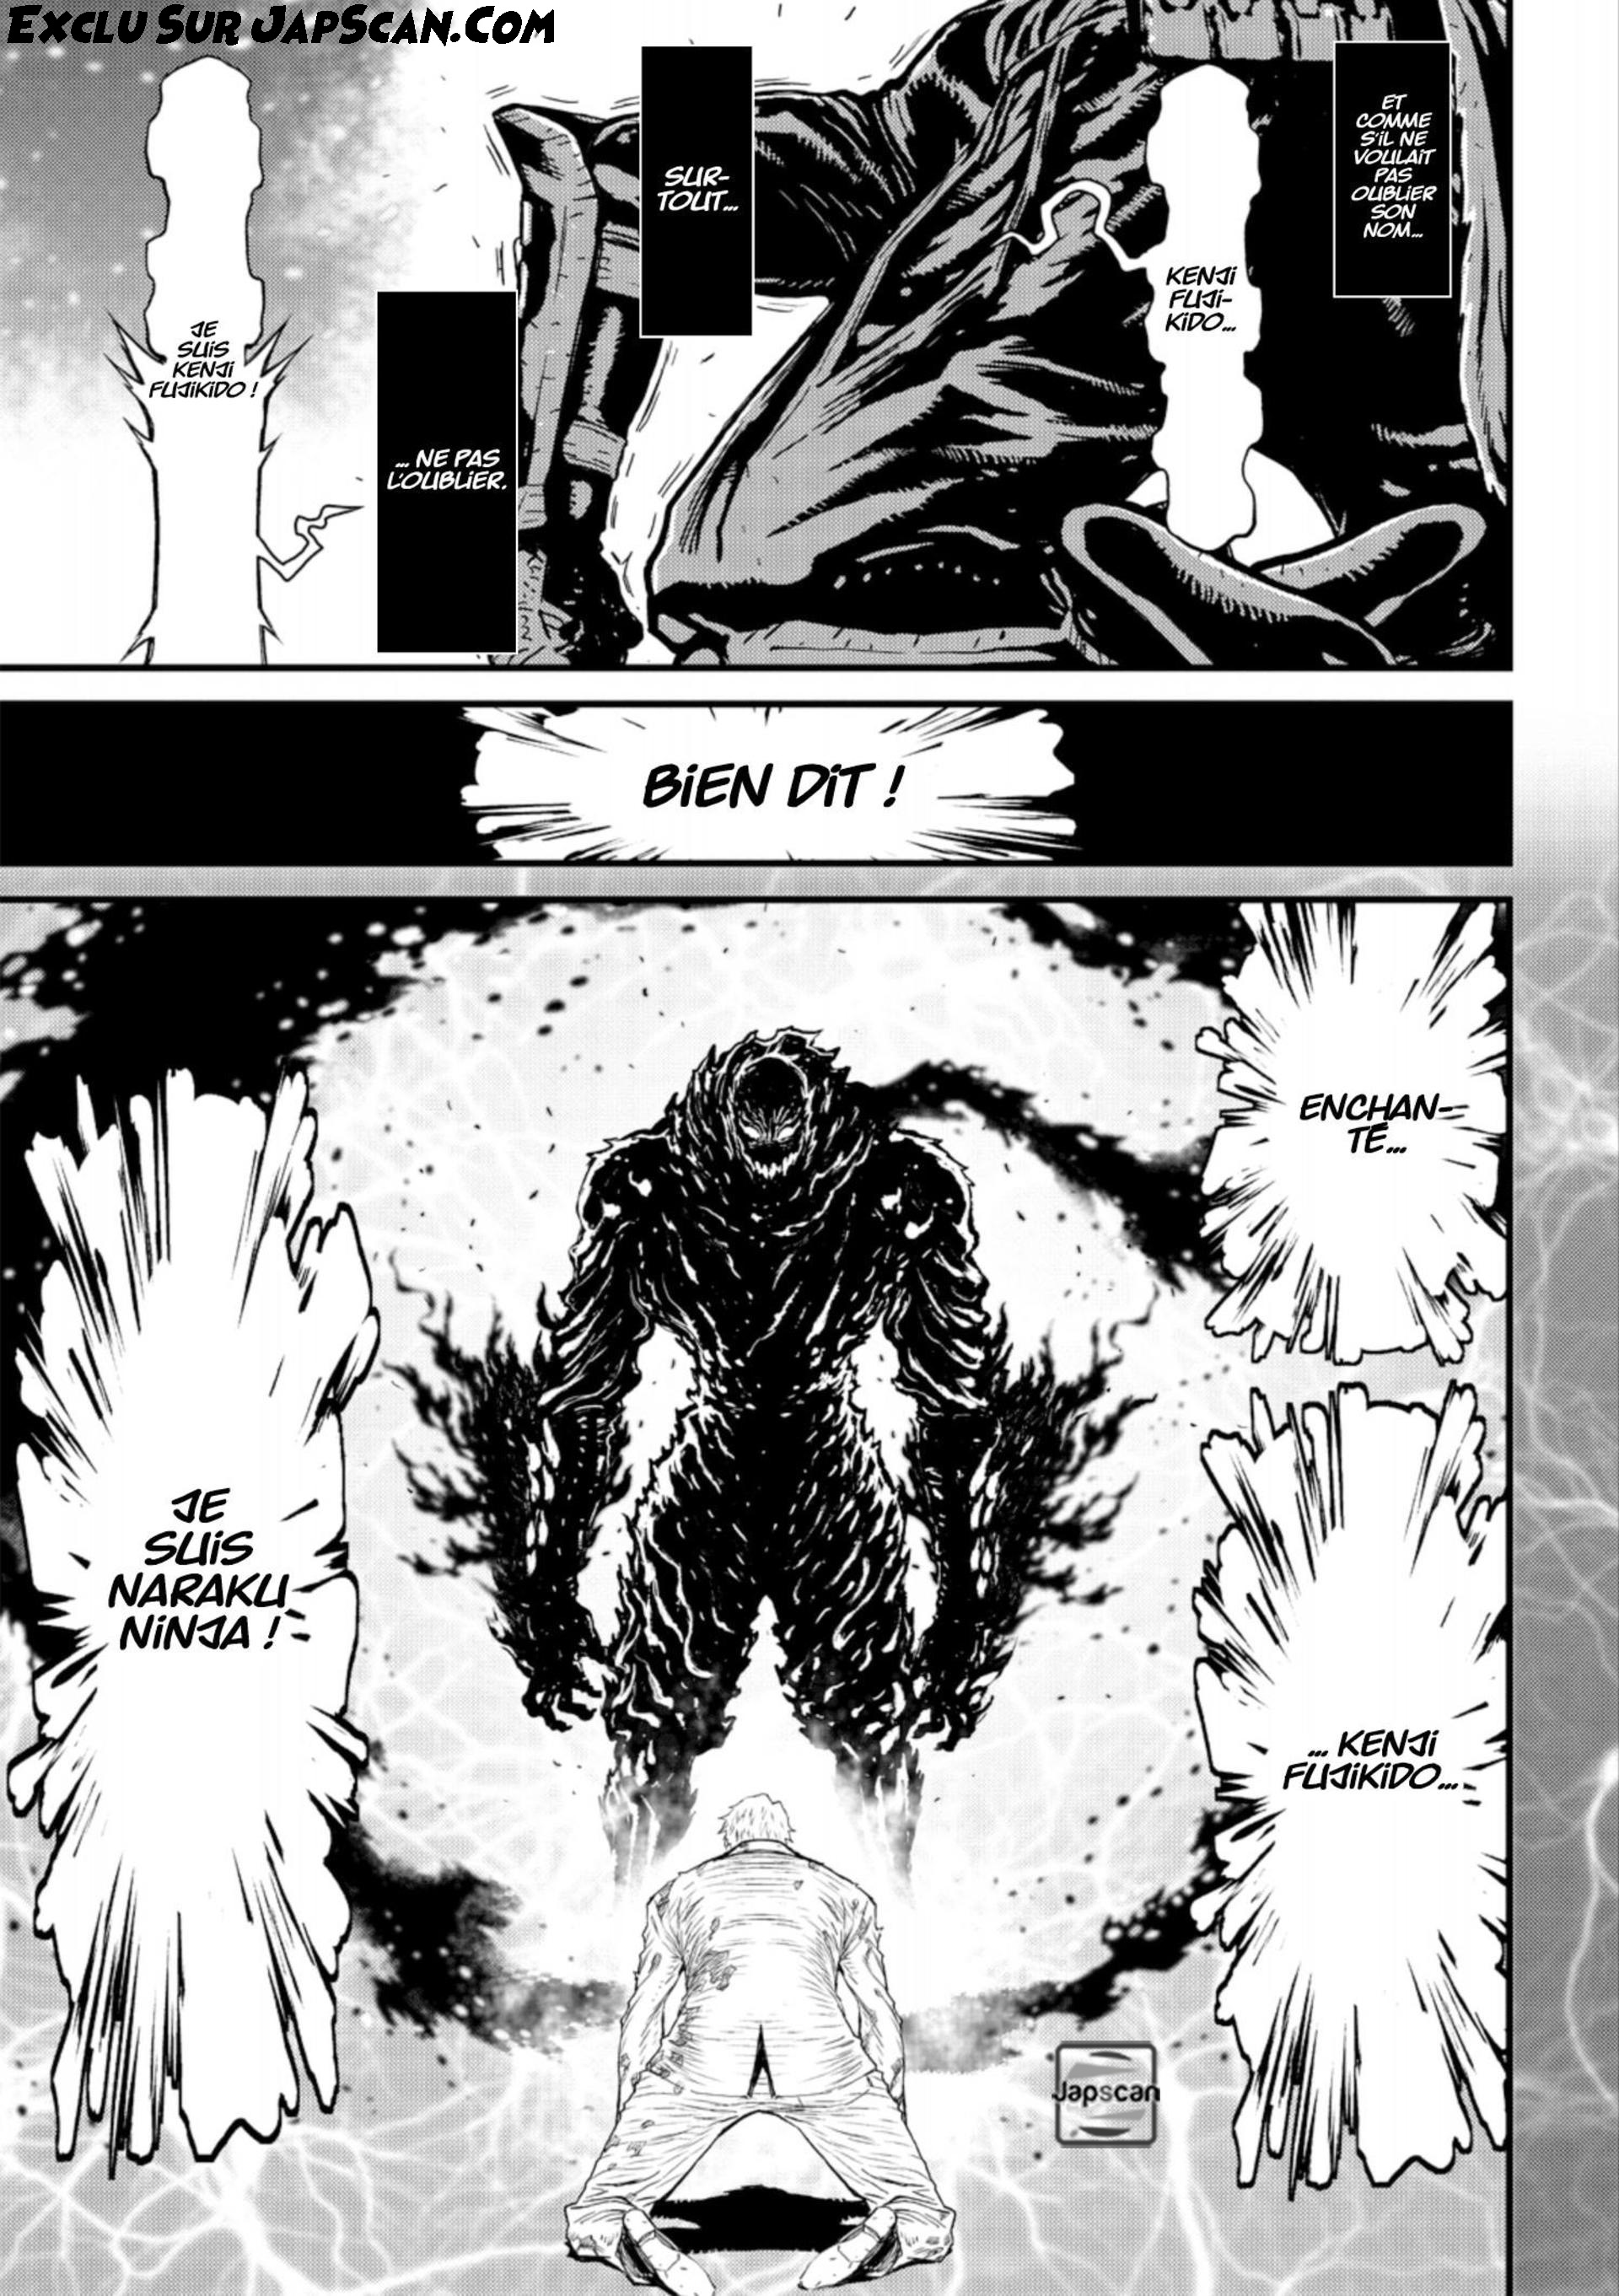 EXCLU SUR JAPSCAN.COM
ET
COMME
S'IL NE
VOULAIT
PAS
OUBLIER
SON
NOM...
KENJI
FUJI-
KIDO...
SUR-
TOUT...
... NE PAS
L'OUBLIER.
JE
SUIS
KENJI
FUJIKIDO !
BIEN DIT !
ENCHAN-
TÉ...
... KENJI
FUJIKIDO...
JE
SUIS
NARAKU
NINJA !
Japscan